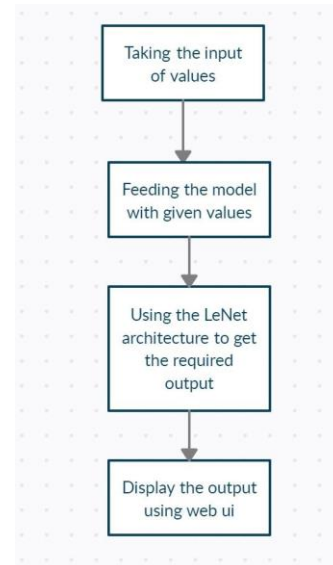 Taking the input
of values
Feeding the model
with given values
Using the LeNet
architecture to get
the required
output
Display the output
using web ui